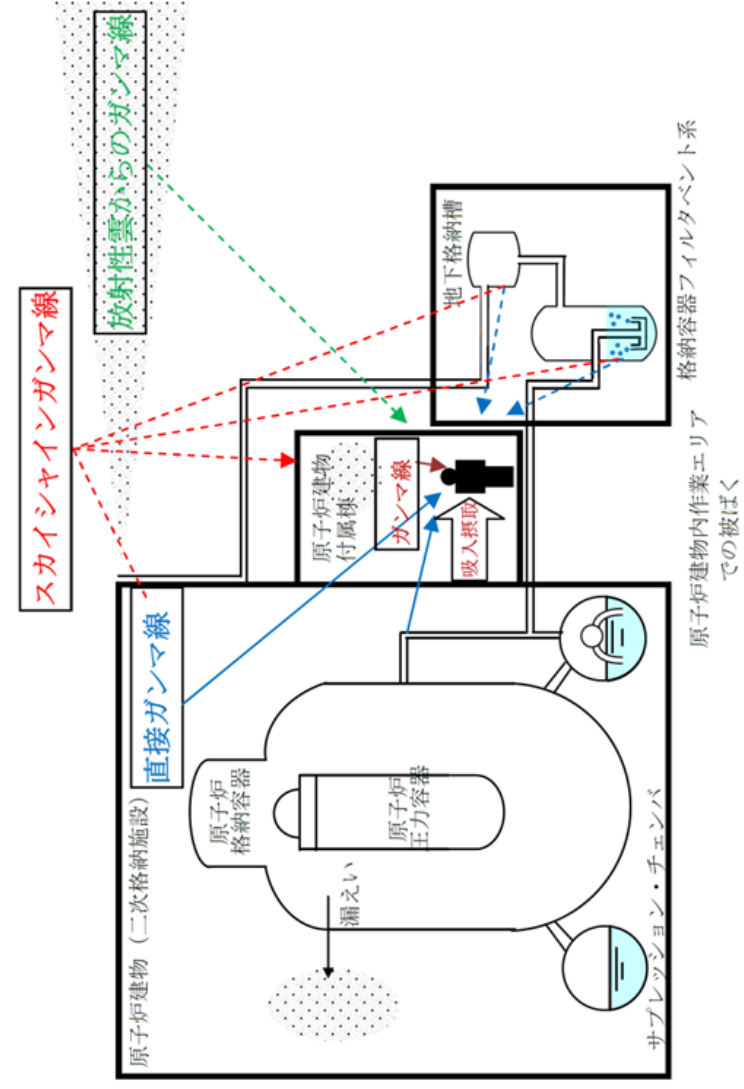 原子炉建物（二次格納施設）
直接ガンマ線
スカイシャインガンマ線
放射性雲からのガンマ線
原子炉
格納容器
原子炉
圧力容器
漏えい
サプレッション・チェンバ
原子炉建物
付属棟
ガンマ線
吸入摂取
地下格納槽
格納容器フィルタベント系
原子炉建物内作業エリア
での被ばく